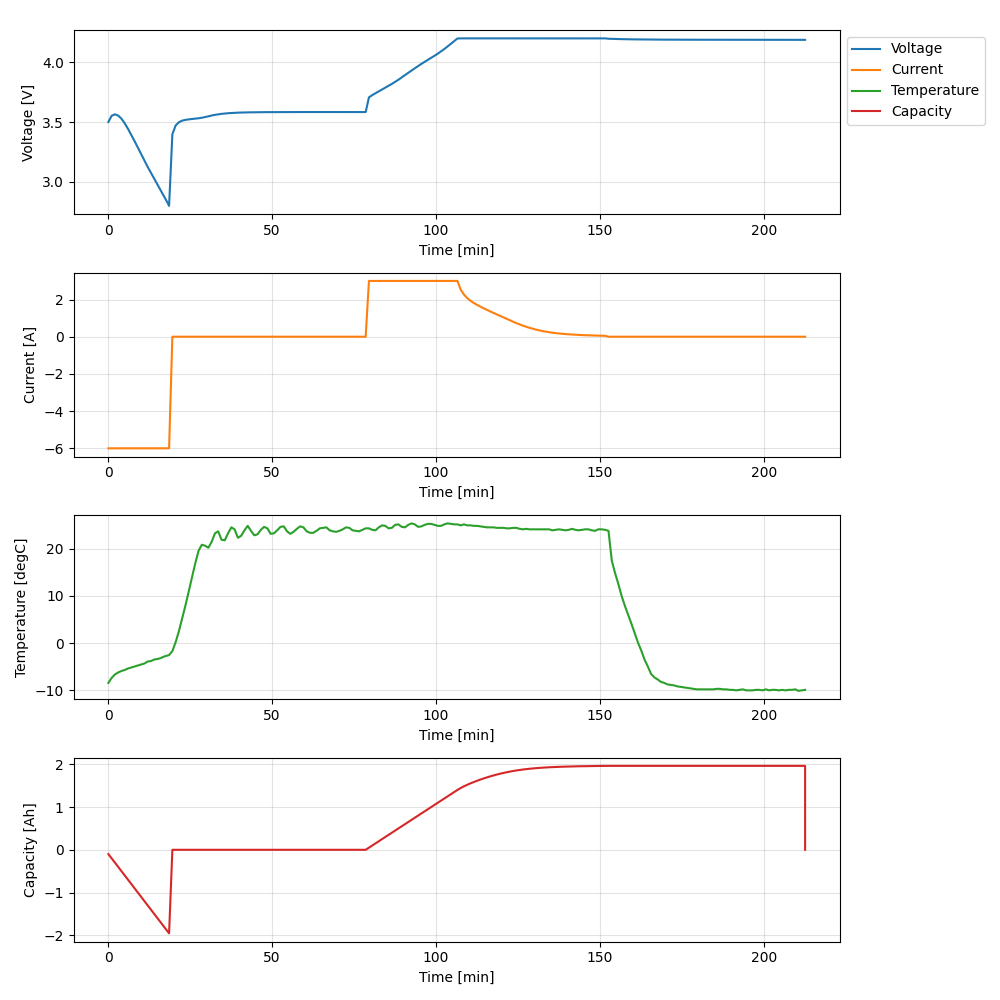 4.0
3.5
3.0
Voltage [V]
0 50 100 150 200
Time [min]
Voltage
Current
Temperature
Capacity
2
0
−2
−4
−6
Current [A]
0 50 100 150 200
Time [min]
20
10
0
−10
Temperature [degC]
0 50 100 150 200
Time [min]
2
1
0
−1
−2
Capacity [Ah]
0 50 100 150 200
Time [min]